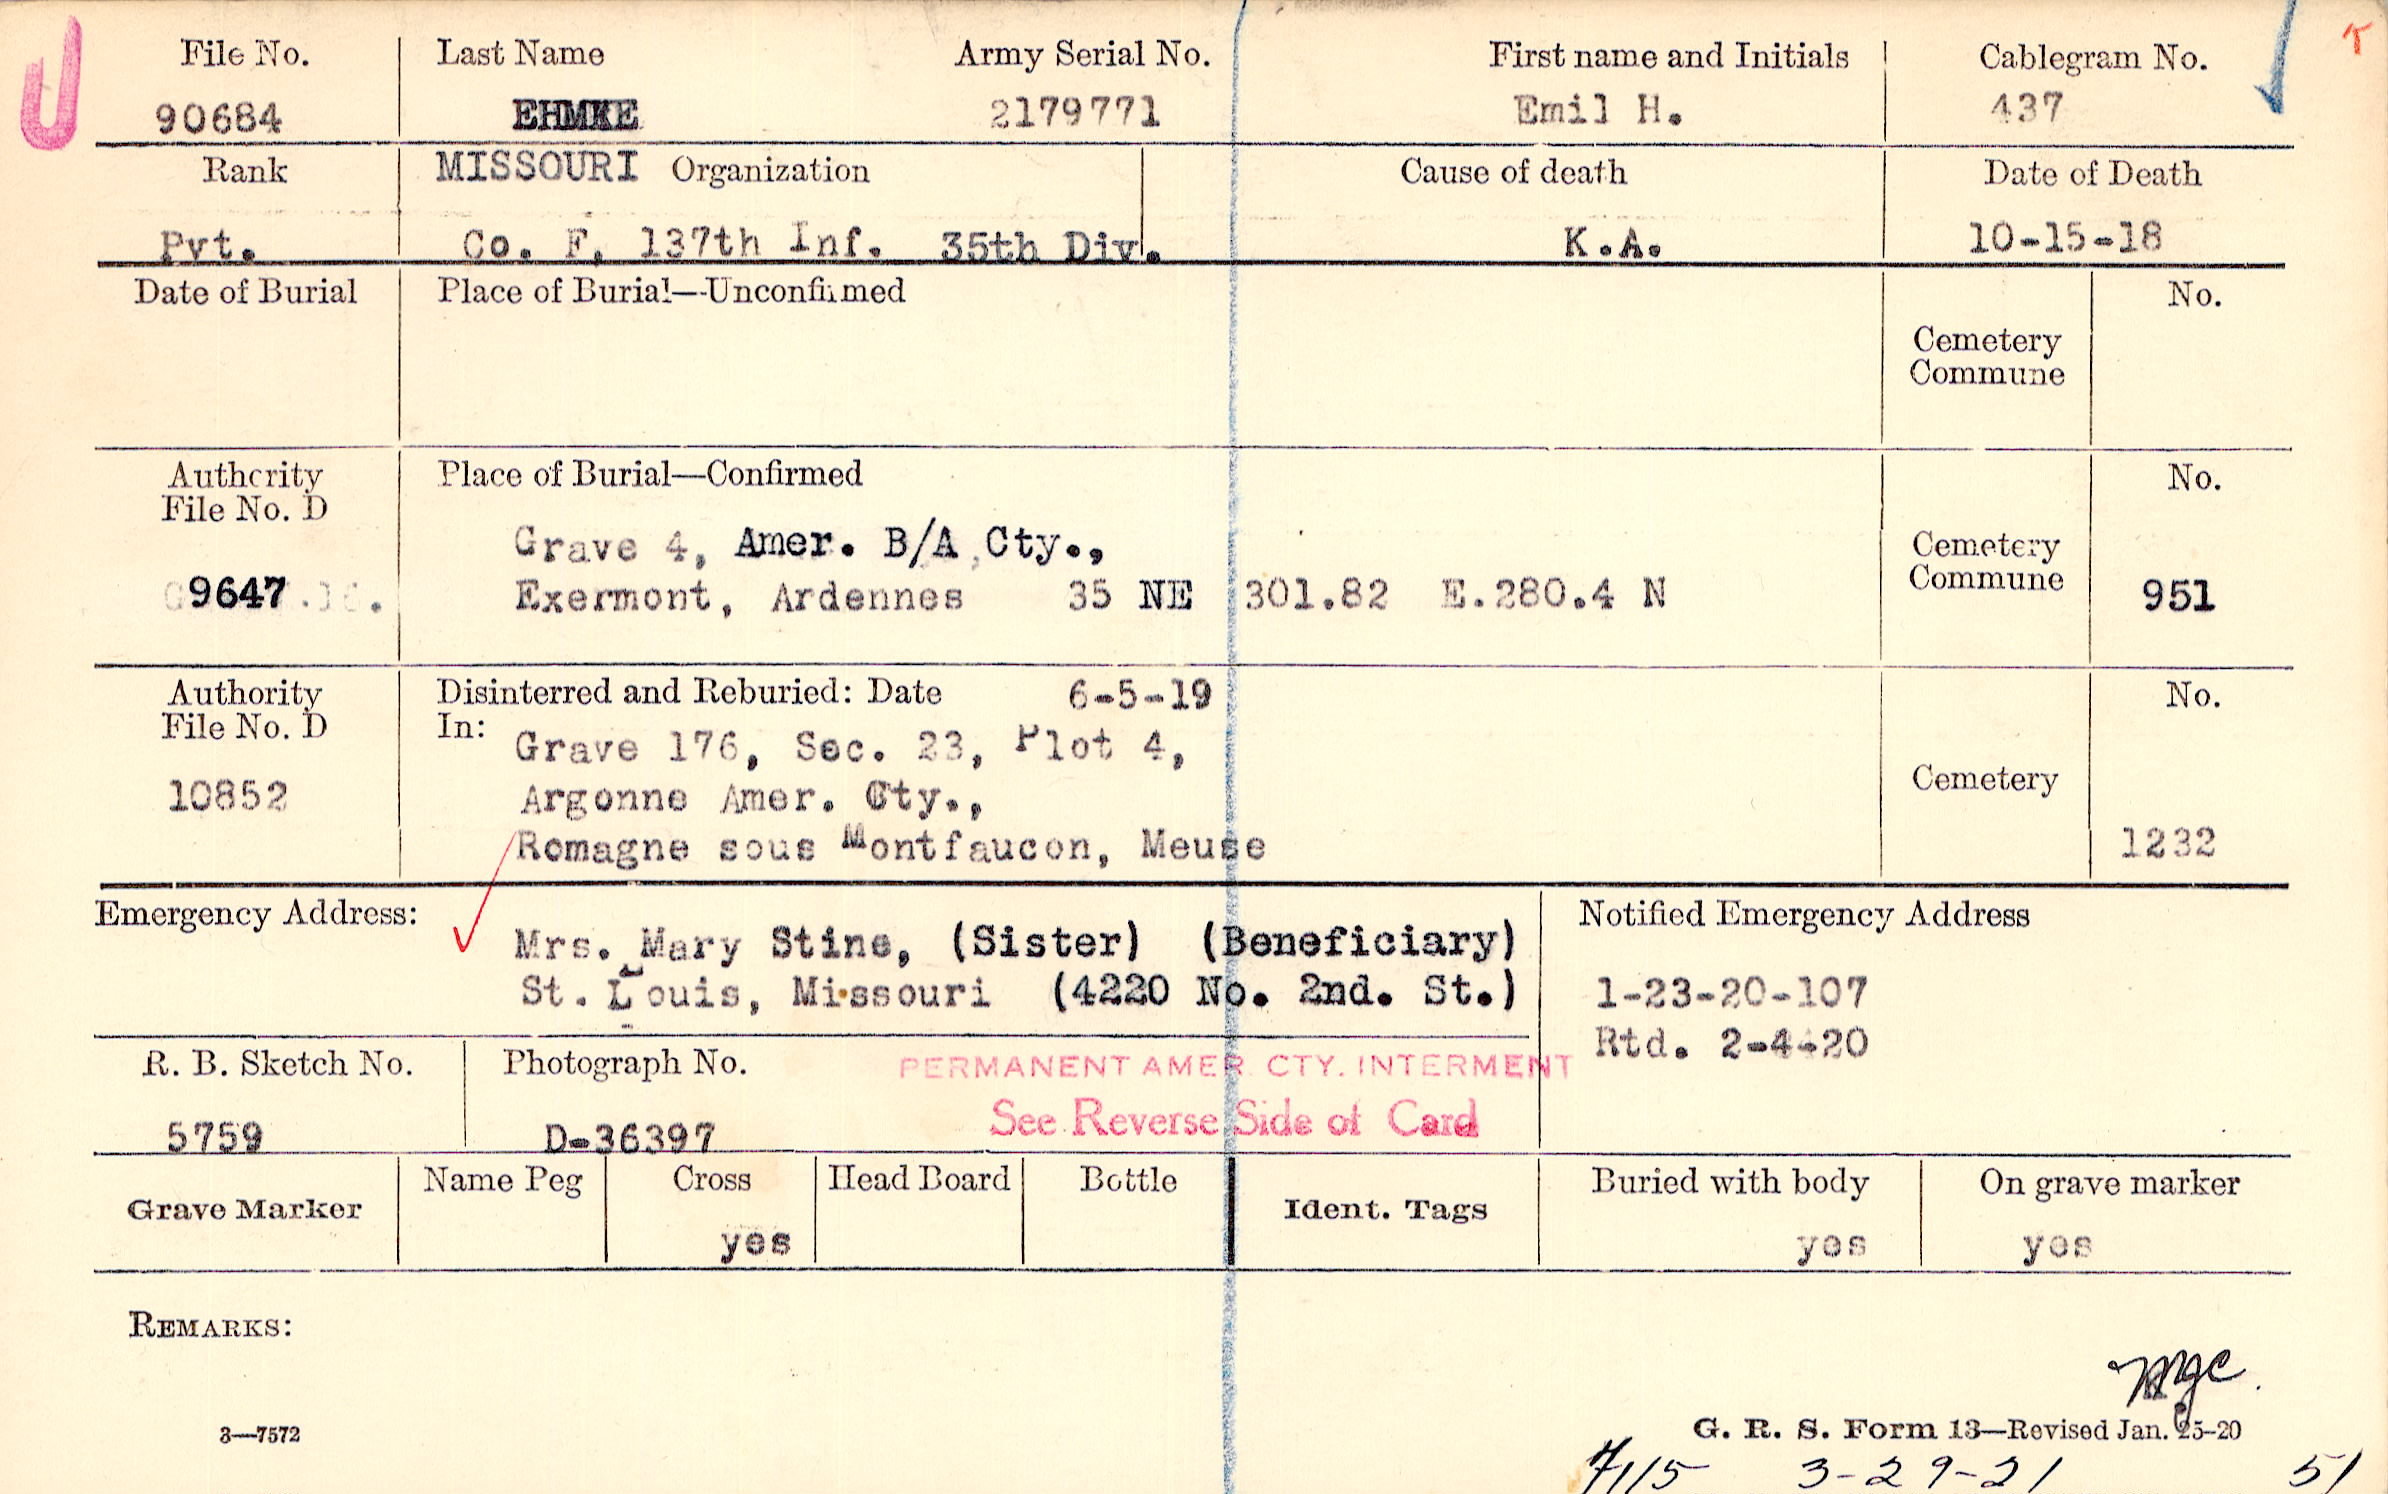 File No. Last Name Army Serial No. First name and Initials Cablegram No.
90684 EHMKE 2179771 Emil H. 437
Rank MISSOURI Organization Cause of death Date of Death
Pvt. Co. F, 137th Inf. 35th Div. K.A. 10-15-18
Date of Burial Place of Burial—Unconfirmed No.
Cemetery
Commune
Authority Place of Burial—Confirmed No.
File No. D
Grave 4, Amer. B/A Cty., Cemetery
9647 Exermont, Ardennes 35 NE 301.82 E.280.4 N Commune 951
Authority Disinterred and Reburied: Date 6-5-19 No.
File No. D In: Grave 176, Sec. 23, Plot 4,
10852 Argonne Amer. Cty., Cemetery
Romagne sous Montfaucon, Meuse 1232
Emergency Address: Notified Emergency Address
Mrs. Mary Stine, (Sister) (Beneficiary)
St. Louis, Missouri (4220 No. 2nd. St.) 1-23-20-107
Rtd. 2-4-20
R. B. Sketch No. Photograph No. PERMANENT AMER. CTY. INTERMENT
5759 D-36397 See Reverse Side of Card
Grave Marker Name Peg Cross Head Board Bottle Ident. Tags Buried with body On grave marker
yes yes yes
REMARKS:
mgc.
3—7572 G. R. S. Form 13—Revised Jan. 25-20
7115 3-29-21 51